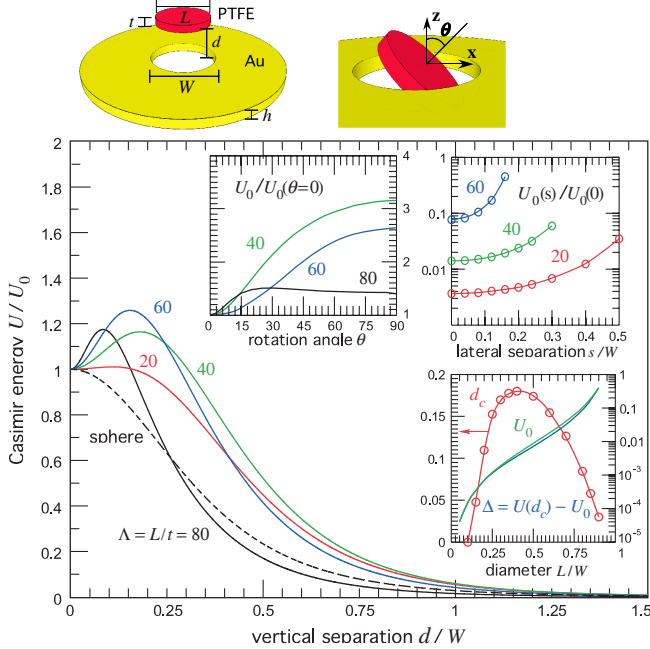 L PTFE
t
d
Au
W
h
z
θ
x
2
1.8
1.6
1.4
1.2
1.0
0.8
0.6
0.4
0.2
0
Casimir energy U / U₀
0 0.25 0.5 0.75 1 1.25 1.5
vertical separation d / W
60
40
20
sphere
Λ = L/t = 80
U₀/U₀(θ=0)
40
60
80
4
3
2
1
0 15 30 45 60 75 90
rotation angle θ
1
0.1
0.01
60
U₀(s)/U₀(0)
40
20
0 0.1 0.2 0.3 0.4 0.5
lateral separation s/W
0.2
0.15
0.1
0.05
0
d_c
U₀
Δ = U(d_c) − U₀
1
0.1
0.01
10⁻³
10⁻⁴
10⁻⁵
0 0.25 0.5 0.75 1
diameter L/W